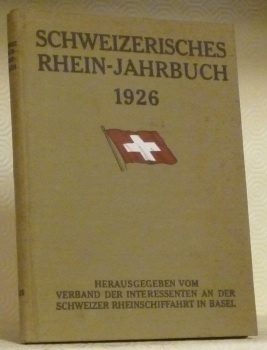 SCHWEIZERISCHES
RHEIN-JAHRBUCH
1926
HERAUSGEGEBEN VOM
VERBAND DER INTERESSENTEN AN DER
SCHWEIZER RHEINSCHIFFAHRT IN BASEL